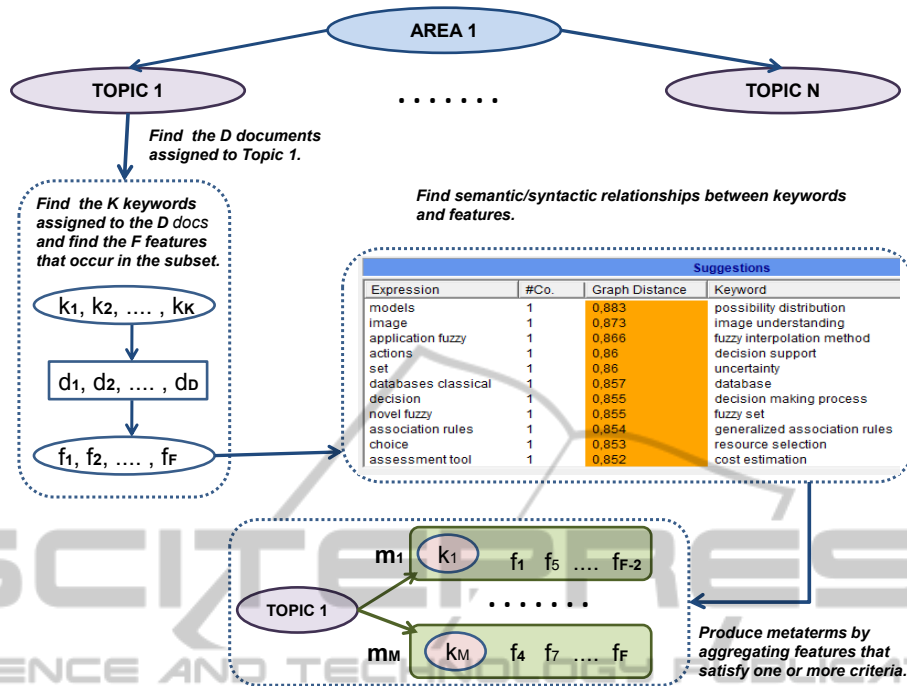 AREA 1
TOPIC 1
.......
TOPIC N
Find the D documents
assigned to Topic 1.
Find the K keywords
assigned to the D docs
and find the F features
that occur in the subset.
k1, k2, .... , kK
d1, d2, .... , dD
f1, f2, .... , fF
Find semantic/syntactic relationships between keywords
and features.
Suggestions
Expression #Co. Graph Distance Keyword
models 1 0,883 possibility distribution
image 1 0,873 image understanding
application fuzzy 1 0,866 fuzzy interpolation method
actions 1 0,86 decision support
set 1 0,86 uncertainty
databases classical 1 0,857 database
decision 1 0,855 decision making process
novel fuzzy 1 0,855 fuzzy set
association rules 1 0,854 generalized association rules
choice 1 0,853 resource selection
assessment tool 1 0,852 cost estimation
m1 k1 f1 f5 .... fF-2
.......
TOPIC 1
mM kM f4 f7 .... fF
Produce metaterms by
aggregating features that
satisfy one or more criteria.
SCITEPRESS
ENCE AND TECHNOLOGY PUBLICAT